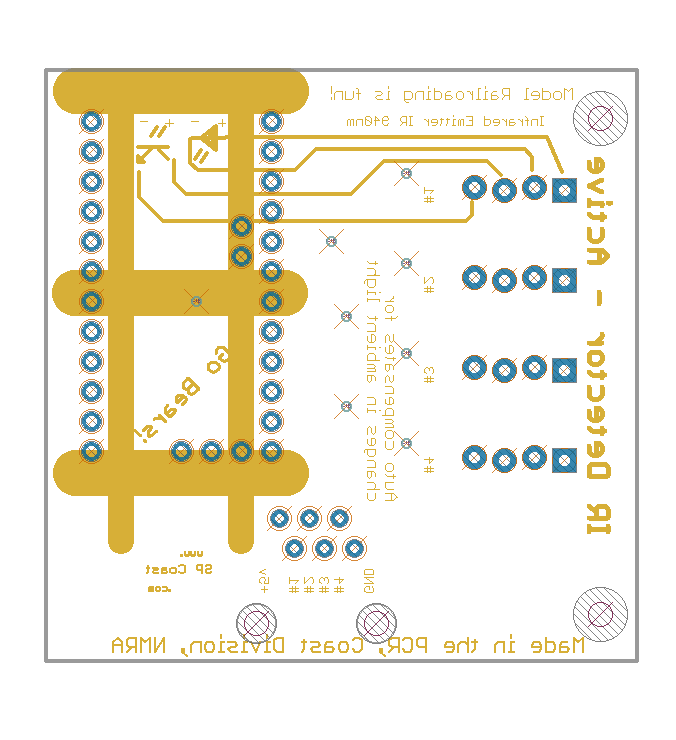 Model Railroading is fun!
Infrared Emitter IR 940nm
- + - +
#1
#2
#3
#4
IR Detector - Active
Auto compensates for
changes in ambient light
Go Bears!
www.
SP Coast
.com
+5v
#1
#2
#3
#4
GND
Made in the PCR, Coast Division, NMRA